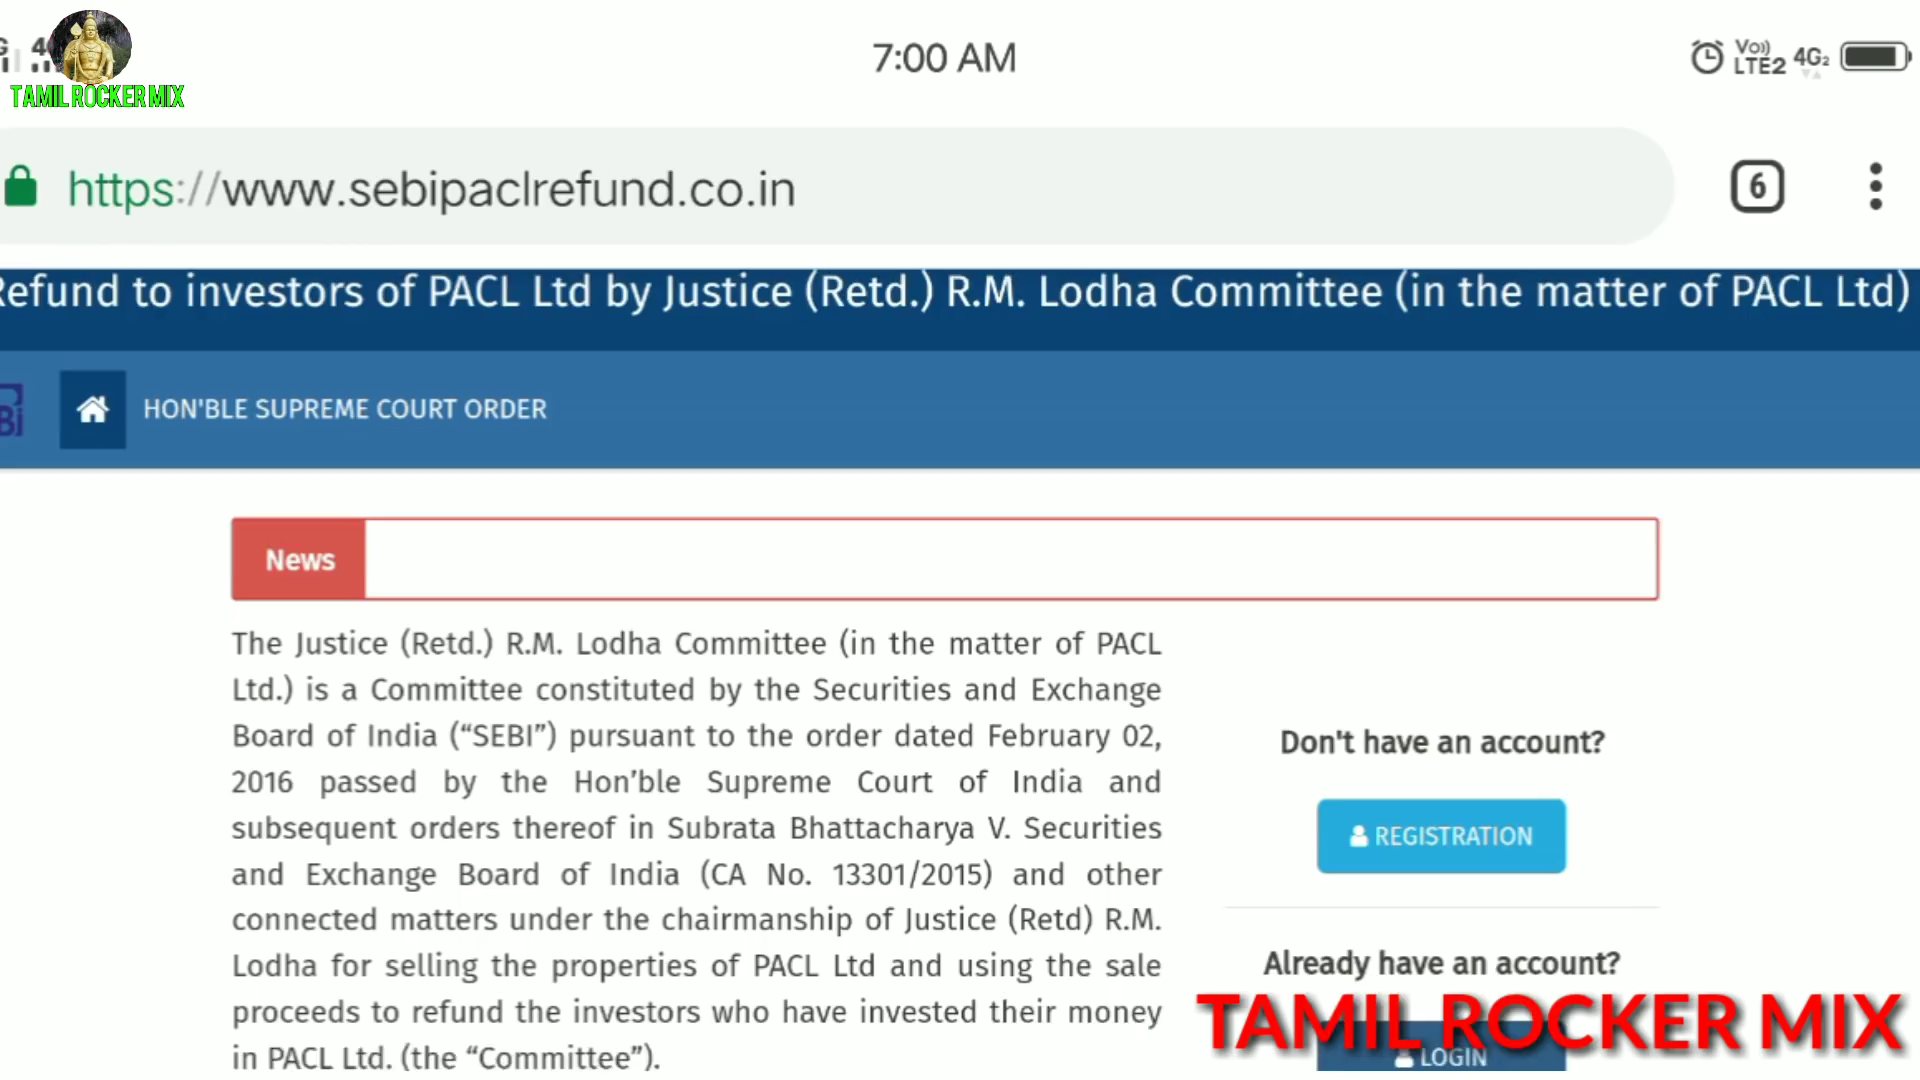 4G
TAMIL ROCKER MIX
7:00 AM
Vo))
LTE2
4G2
https://www.sebipaclrefund.co.in
6
Refund to investors of PACL Ltd by Justice (Retd.) R.M. Lodha Committee (in the matter of PACL Ltd)
HON'BLE SUPREME COURT ORDER
News
The Justice (Retd.) R.M. Lodha Committee (in the matter of PACL
Ltd.) is a Committee constituted by the Securities and Exchange
Board of India (“SEBI”) pursuant to the order dated February 02,
2016 passed by the Hon’ble Supreme Court of India and
subsequent orders thereof in Subrata Bhattacharya V. Securities
and Exchange Board of India (CA No. 13301/2015) and other
connected matters under the chairmanship of Justice (Retd) R.M.
Lodha for selling the properties of PACL Ltd and using the sale
proceeds to refund the investors who have invested their money
in PACL Ltd. (the “Committee”).
Don't have an account?
REGISTRATION
Already have an account?
TAMIL ROCKER MIX
LOGIN